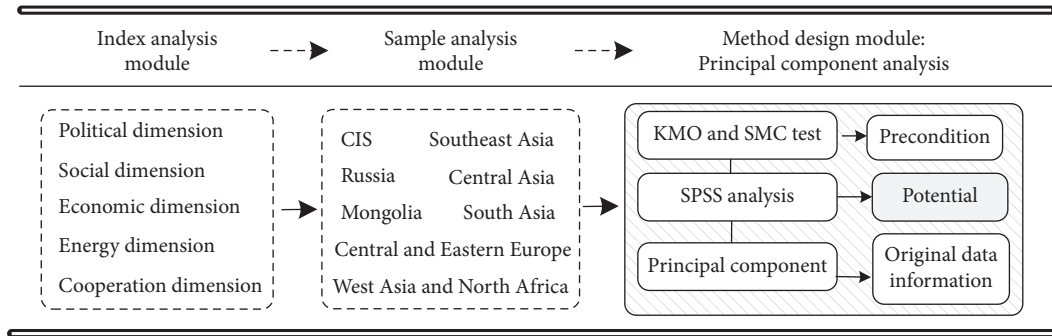 Index analysis
module
Sample analysis
module
Method design module:
Principal component analysis
Political dimension
Social dimension
Economic dimension
Energy dimension
Cooperation dimension
CIS Southeast Asia
Russia Central Asia
Mongolia South Asia
Central and Eastern Europe
West Asia and North Africa
KMO and SMC test
Precondition
SPSS analysis
Potential
Principal component
Original data
information